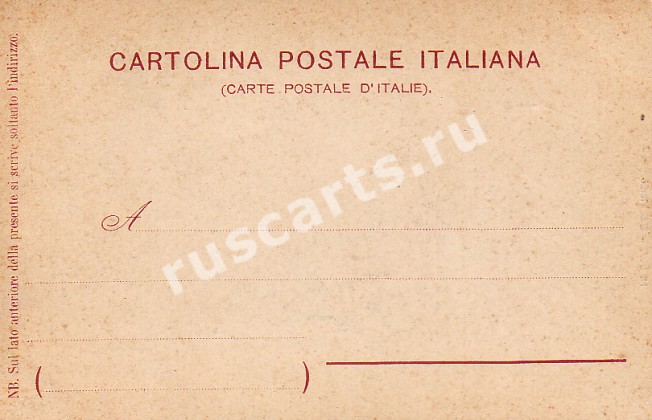 CARTOLINA POSTALE ITALIANA
(CARTE POSTALE D'ITALIE).
A
(                    )
NB. Sul lato anteriore della presente si scrive soltanto l'indirizzo.
ruscarts.ru